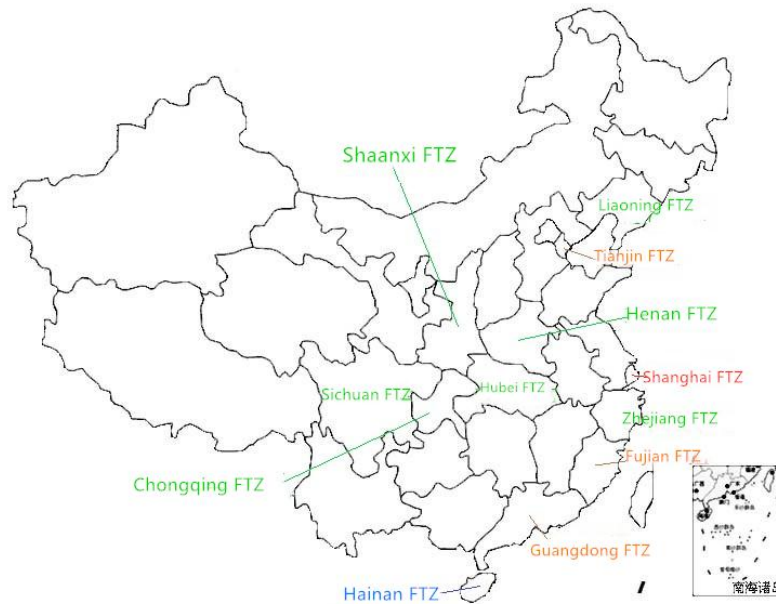 Shaanxi FTZ
Liaoning FTZ
Tianjin FTZ
Henan FTZ
Shanghai FTZ
Sichuan FTZ
Hubei FTZ
Zhejiang FTZ
Fujian FTZ
Chongqing FTZ
Guangdong FTZ
Hainan FTZ
南海诸岛